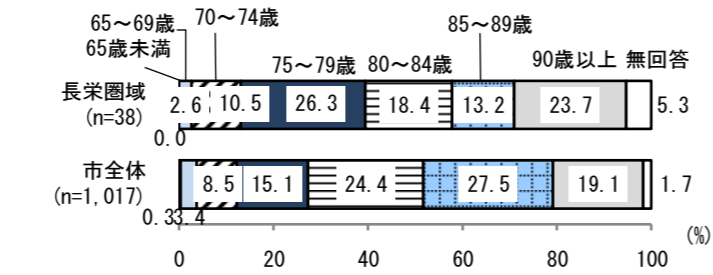 65～69歳 70～74歳
65歳未満
85～89歳
75～79歳 80～84歳
90歳以上 無回答
長栄圏域
(n=38)
2.6 10.5 26.3 18.4 13.2 23.7 5.3
0.0
市全体
(n=1,017)
8.5 15.1 24.4 27.5 19.1 1.7
0.33.4
0 20 40 60 80 100
(%)